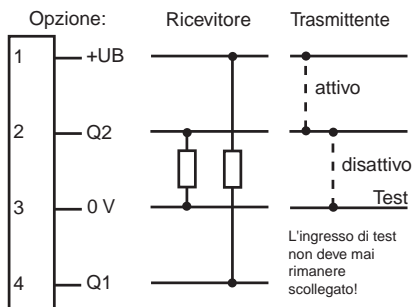 Opzione:
Ricevitore
Trasmittente
1
+UB
attivo
2
Q2
disattivo
3
0 V
Test
L'ingresso di test
non deve mai
rimanere
scollegato!
4
Q1